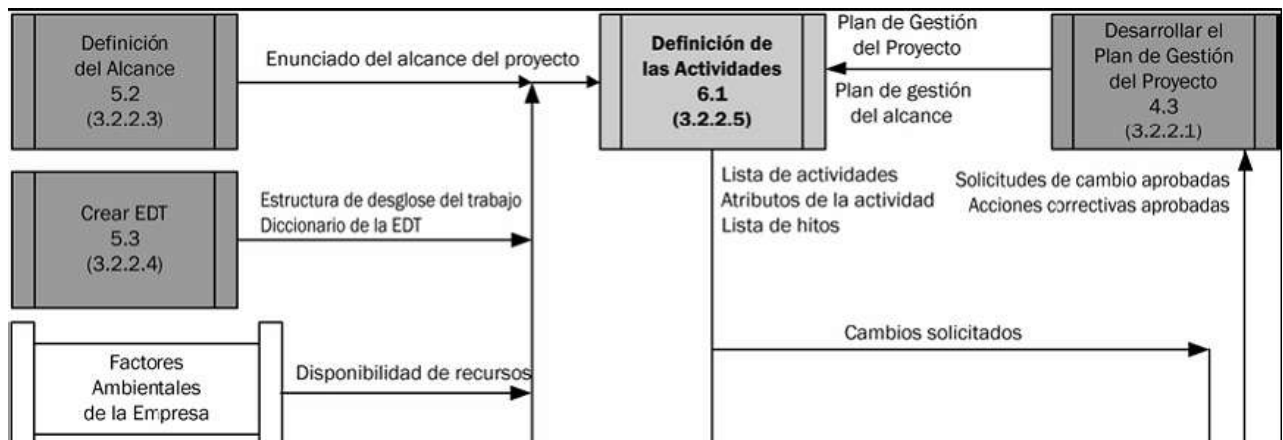 Definición
del Alcance
5.2
(3.2.2.3)
Enunciado del alcance del proyecto
Definición de
las Actividades
6.1
(3.2.2.5)
Plan de Gestión
del Proyecto
Plan de gestión
del alcance
Desarrollar el
Plan de Gestión
del Proyecto
4.3
(3.2.2.1)
Crear EDT
5.3
(3.2.2.4)
Estructura de desglose del trabajo
Diccionario de la EDT
Lista de actividades
Atributos de la actividad
Lista de hitos
Solicitudes de cambio aprobadas
Acciones correctivas aprobadas
Factores
Ambientales
de la Empresa
Disponibilidad de recursos
Cambios solicitados